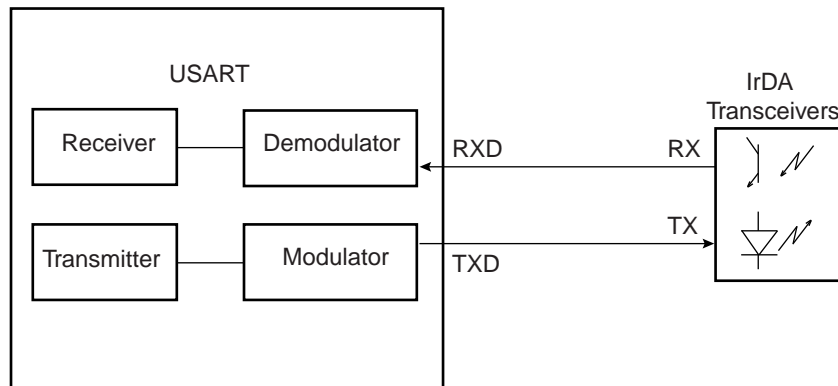 USART
IrDA
Transceivers
Receiver
Demodulator
RXD
RX
Transmitter
Modulator
TXD
TX